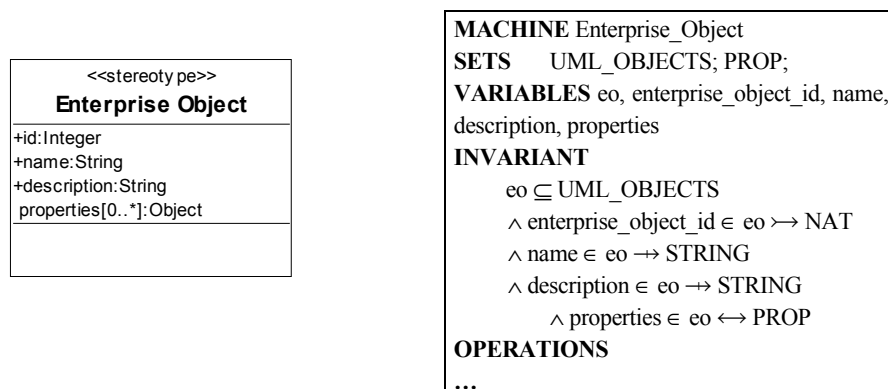 <<stereotype>>
Enterprise Object
+id:Integer
+name:String
+description:String
properties[0..*]:Object
MACHINE Enterprise_Object
SETS UML_OBJECTS; PROP;
VARIABLES eo, enterprise_object_id, name,
description, properties
INVARIANT
eo ⊆ UML_OBJECTS
∧ enterprise_object_id ∈ eo ↣ NAT
∧ name ∈ eo ⇸ STRING
∧ description ∈ eo ⇸ STRING
∧ properties ∈ eo ↔ PROP
OPERATIONS
…